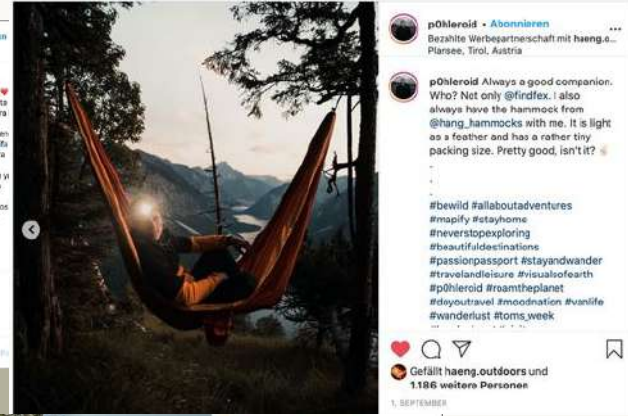 p0hleroid • Abonnieren
Bezahlte Werbepartnerschaft mit haeng.o...
Plansee, Tirol, Austria
p0hleroid Always a good companion.
Who? Not only @findfex. I also
always have the hammock from
@hang_hammocks with me. It is light
as a feather and has a rather tiny
packing size. Pretty good, isn't it?
.
.
.
#bewild #allaboutadventures
#mapify #stayhome
#neverstopexploring
#beautifuldestinations
#passionpassport #stayandwander
#travelandleisure #visualsofearth
#p0hleroid #roamtheplanet
#doyoutravel #moodnation #vanlife
#wanderlust #toms_week
Gefällt haeng.outdoors und
1.186 weitere Personen
1. SEPTEMBER